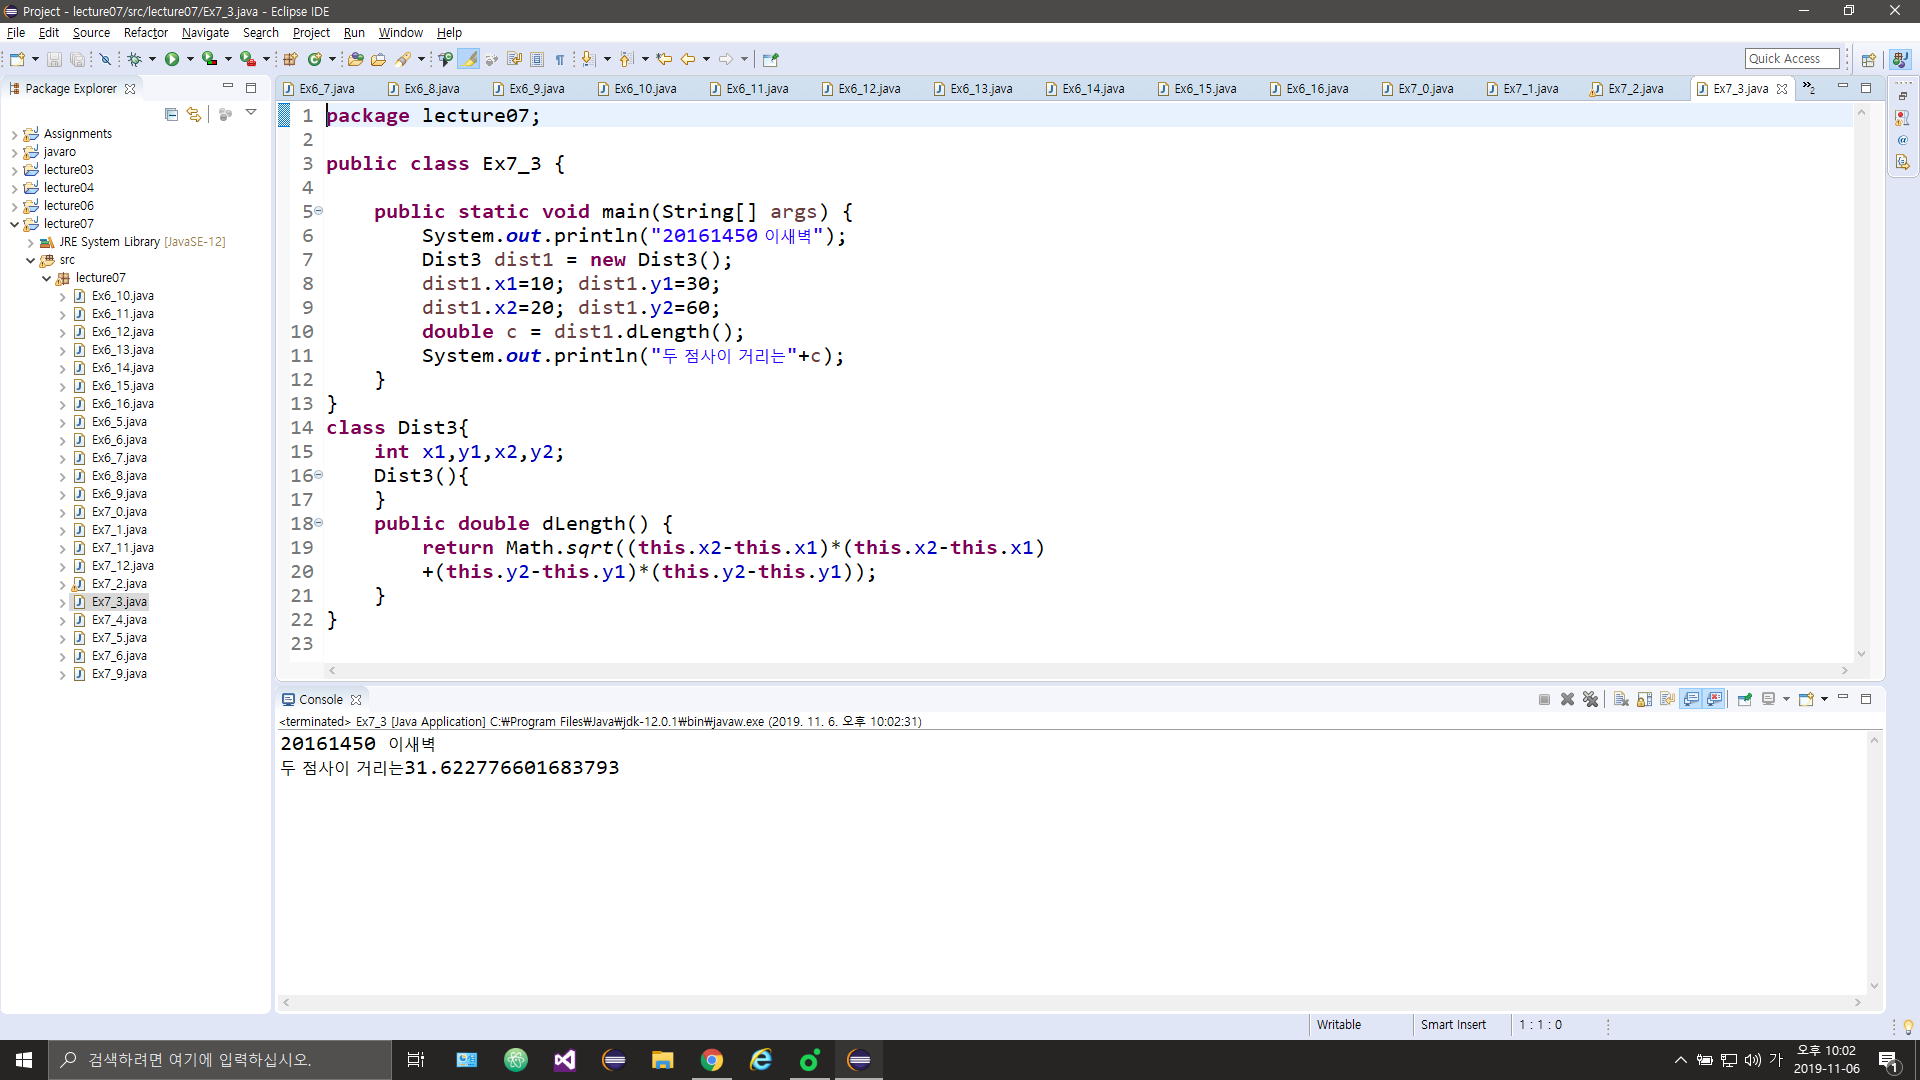 Project - lecture07/src/lecture07/Ex7_3.java - Eclipse IDE
File Edit Source Refactor Navigate Search Project Run Window Help
Quick Access
Package Explorer
Ex6_7.java Ex6_8.java Ex6_9.java Ex6_10.java Ex6_11.java Ex6_12.java Ex6_13.java Ex6_14.java Ex6_15.java Ex6_16.java Ex7_0.java Ex7_1.java Ex7_2.java Ex7_3.java »2
Assignments
javaro
lecture03
lecture04
lecture06
lecture07
JRE System Library [JavaSE-12]
src
lecture07
Ex6_10.java
Ex6_11.java
Ex6_12.java
Ex6_13.java
Ex6_14.java
Ex6_15.java
Ex6_16.java
Ex6_5.java
Ex6_6.java
Ex6_7.java
Ex6_8.java
Ex6_9.java
Ex7_0.java
Ex7_1.java
Ex7_11.java
Ex7_12.java
Ex7_2.java
Ex7_3.java
Ex7_4.java
Ex7_5.java
Ex7_6.java
Ex7_9.java
1 package lecture07;
2
3 public class Ex7_3 {
4
5 public static void main(String[] args) {
6 System.out.println("20161450 이새벽");
7 Dist3 dist1 = new Dist3();
8 dist1.x1=10; dist1.y1=30;
9 dist1.x2=20; dist1.y2=60;
10 double c = dist1.dLength();
11 System.out.println("두 점사이 거리는"+c);
12 }
13 }
14 class Dist3{
15 int x1,y1,x2,y2;
16 Dist3(){
17 }
18 public double dLength() {
19 return Math.sqrt((this.x2-this.x1)*(this.x2-this.x1)
20 +(this.y2-this.y1)*(this.y2-this.y1));
21 }
22 }
23
Console
<terminated> Ex7_3 [Java Application] C:₩Program Files₩Java₩jdk-12.0.1₩bin₩javaw.exe (2019. 11. 6. 오후 10:02:31)
20161450 이새벽
두 점사이 거리는31.622776601683793
Writable Smart Insert 1 : 1 : 0
검색하려면 여기에 입력하십시오.
가
오후 10:02
2019-11-06
1